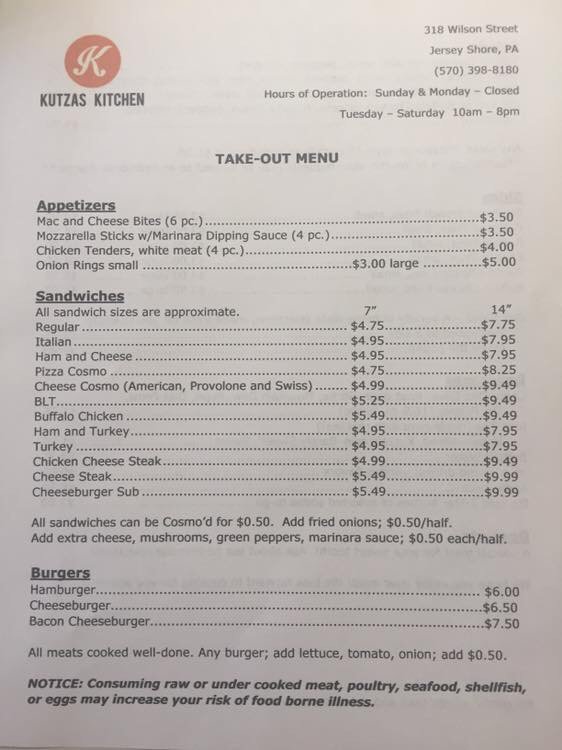 318 Wilson Street
Jersey Shore, PA
(570) 398-8180
Hours of Operation: Sunday & Monday – Closed
Tuesday – Saturday 10am – 8pm
K
KUTZAS KITCHEN
TAKE-OUT MENU
Appetizers
Mac and Cheese Bites (6 pc.)....................$3.50
Mozzarella Sticks w/Marinara Dipping Sauce (4 pc.)....................$3.50
Chicken Tenders, white meat (4 pc.)....................$4.00
Onion Rings small ....................$3.00 large ............$5.00
Sandwiches
All sandwich sizes are approximate. 7” 14”
Regular....................$4.75....................$7.75
Italian....................$4.95....................$7.95
Ham and Cheese....................$4.95....................$7.95
Pizza Cosmo....................$4.75....................$8.25
Cheese Cosmo (American, Provolone and Swiss)........$4.99....................$9.49
BLT....................$5.25....................$9.49
Buffalo Chicken....................$5.49....................$9.49
Ham and Turkey....................$4.95....................$7.95
Turkey....................$4.95....................$7.95
Chicken Cheese Steak....................$4.99....................$9.49
Cheese Steak....................$5.49....................$9.99
Cheeseburger Sub....................$5.49....................$9.99
All sandwiches can be Cosmo’d for $0.50. Add fried onions; $0.50/half.
Add extra cheese, mushrooms, green peppers, marinara sauce; $0.50 each/half.
Burgers
Hamburger....................$6.00
Cheeseburger....................$6.50
Bacon Cheeseburger....................$7.50
All meats cooked well-done. Any burger; add lettuce, tomato, onion; add $0.50.
NOTICE: Consuming raw or under cooked meat, poultry, seafood, shellfish,
or eggs may increase your risk of food borne illness.